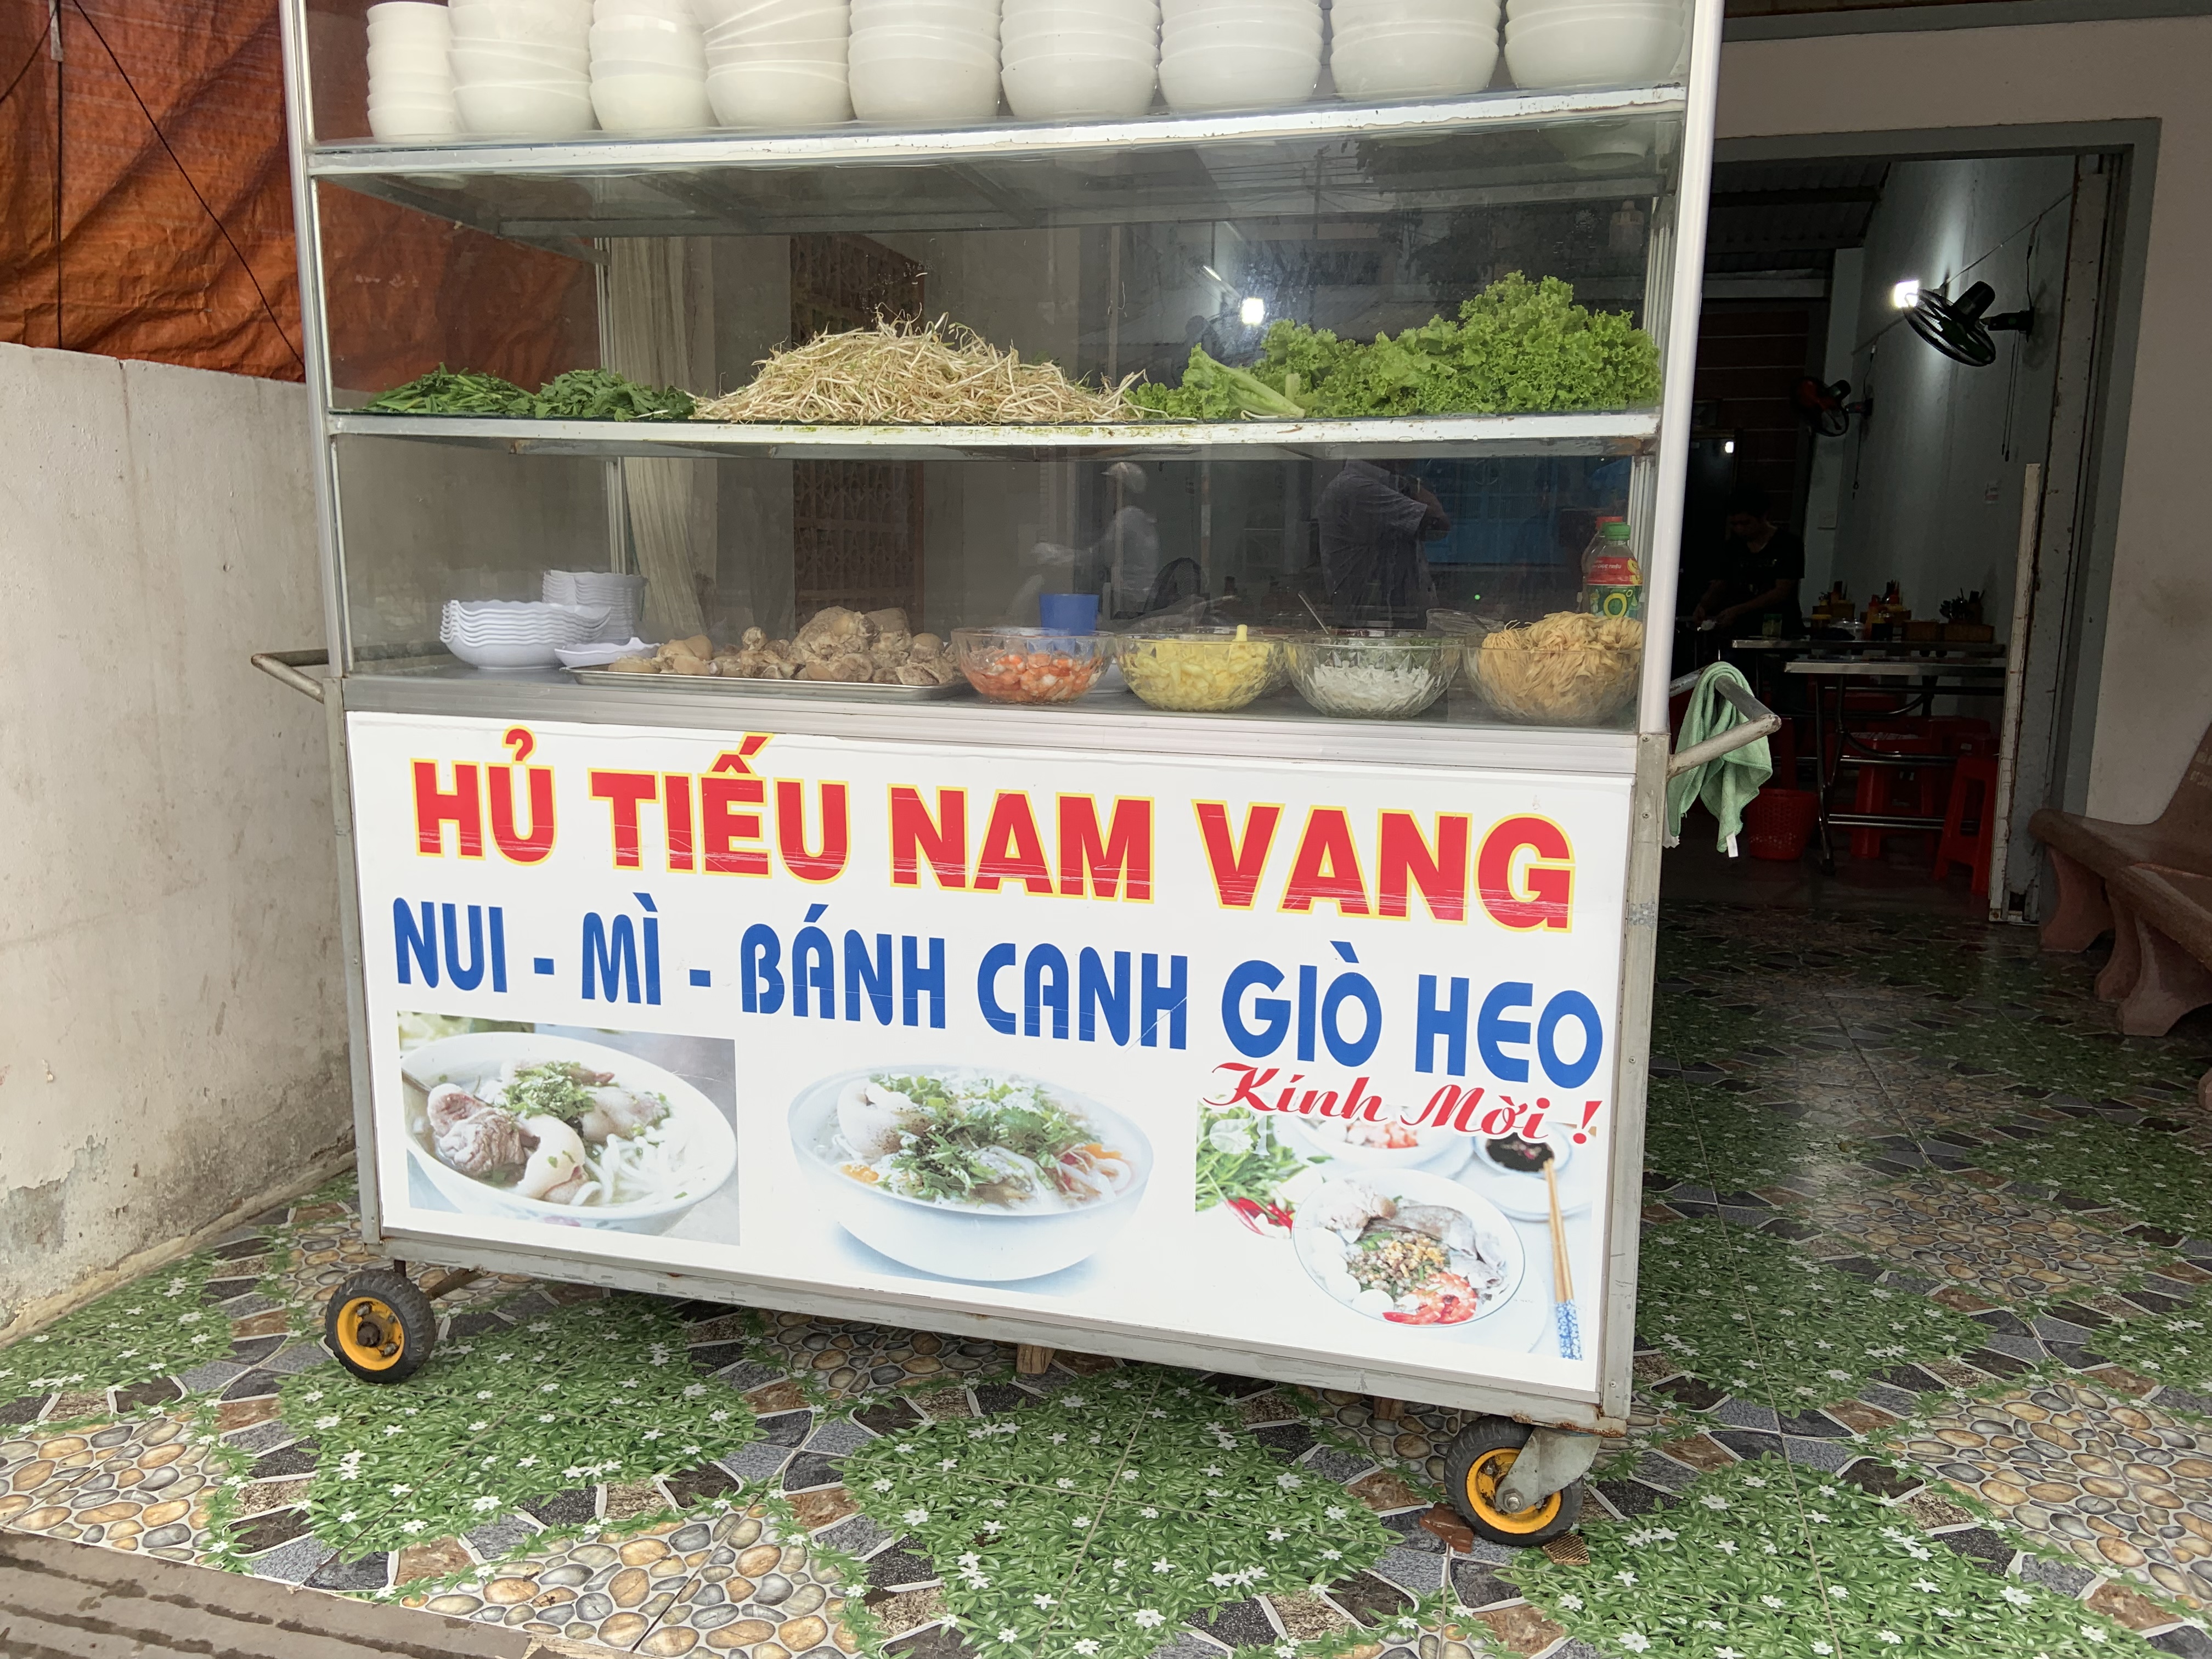 HỦ TIẾU NAM VANG
NUI - MÌ - BÁNH CANH GIÒ HEO
Kính Mời !